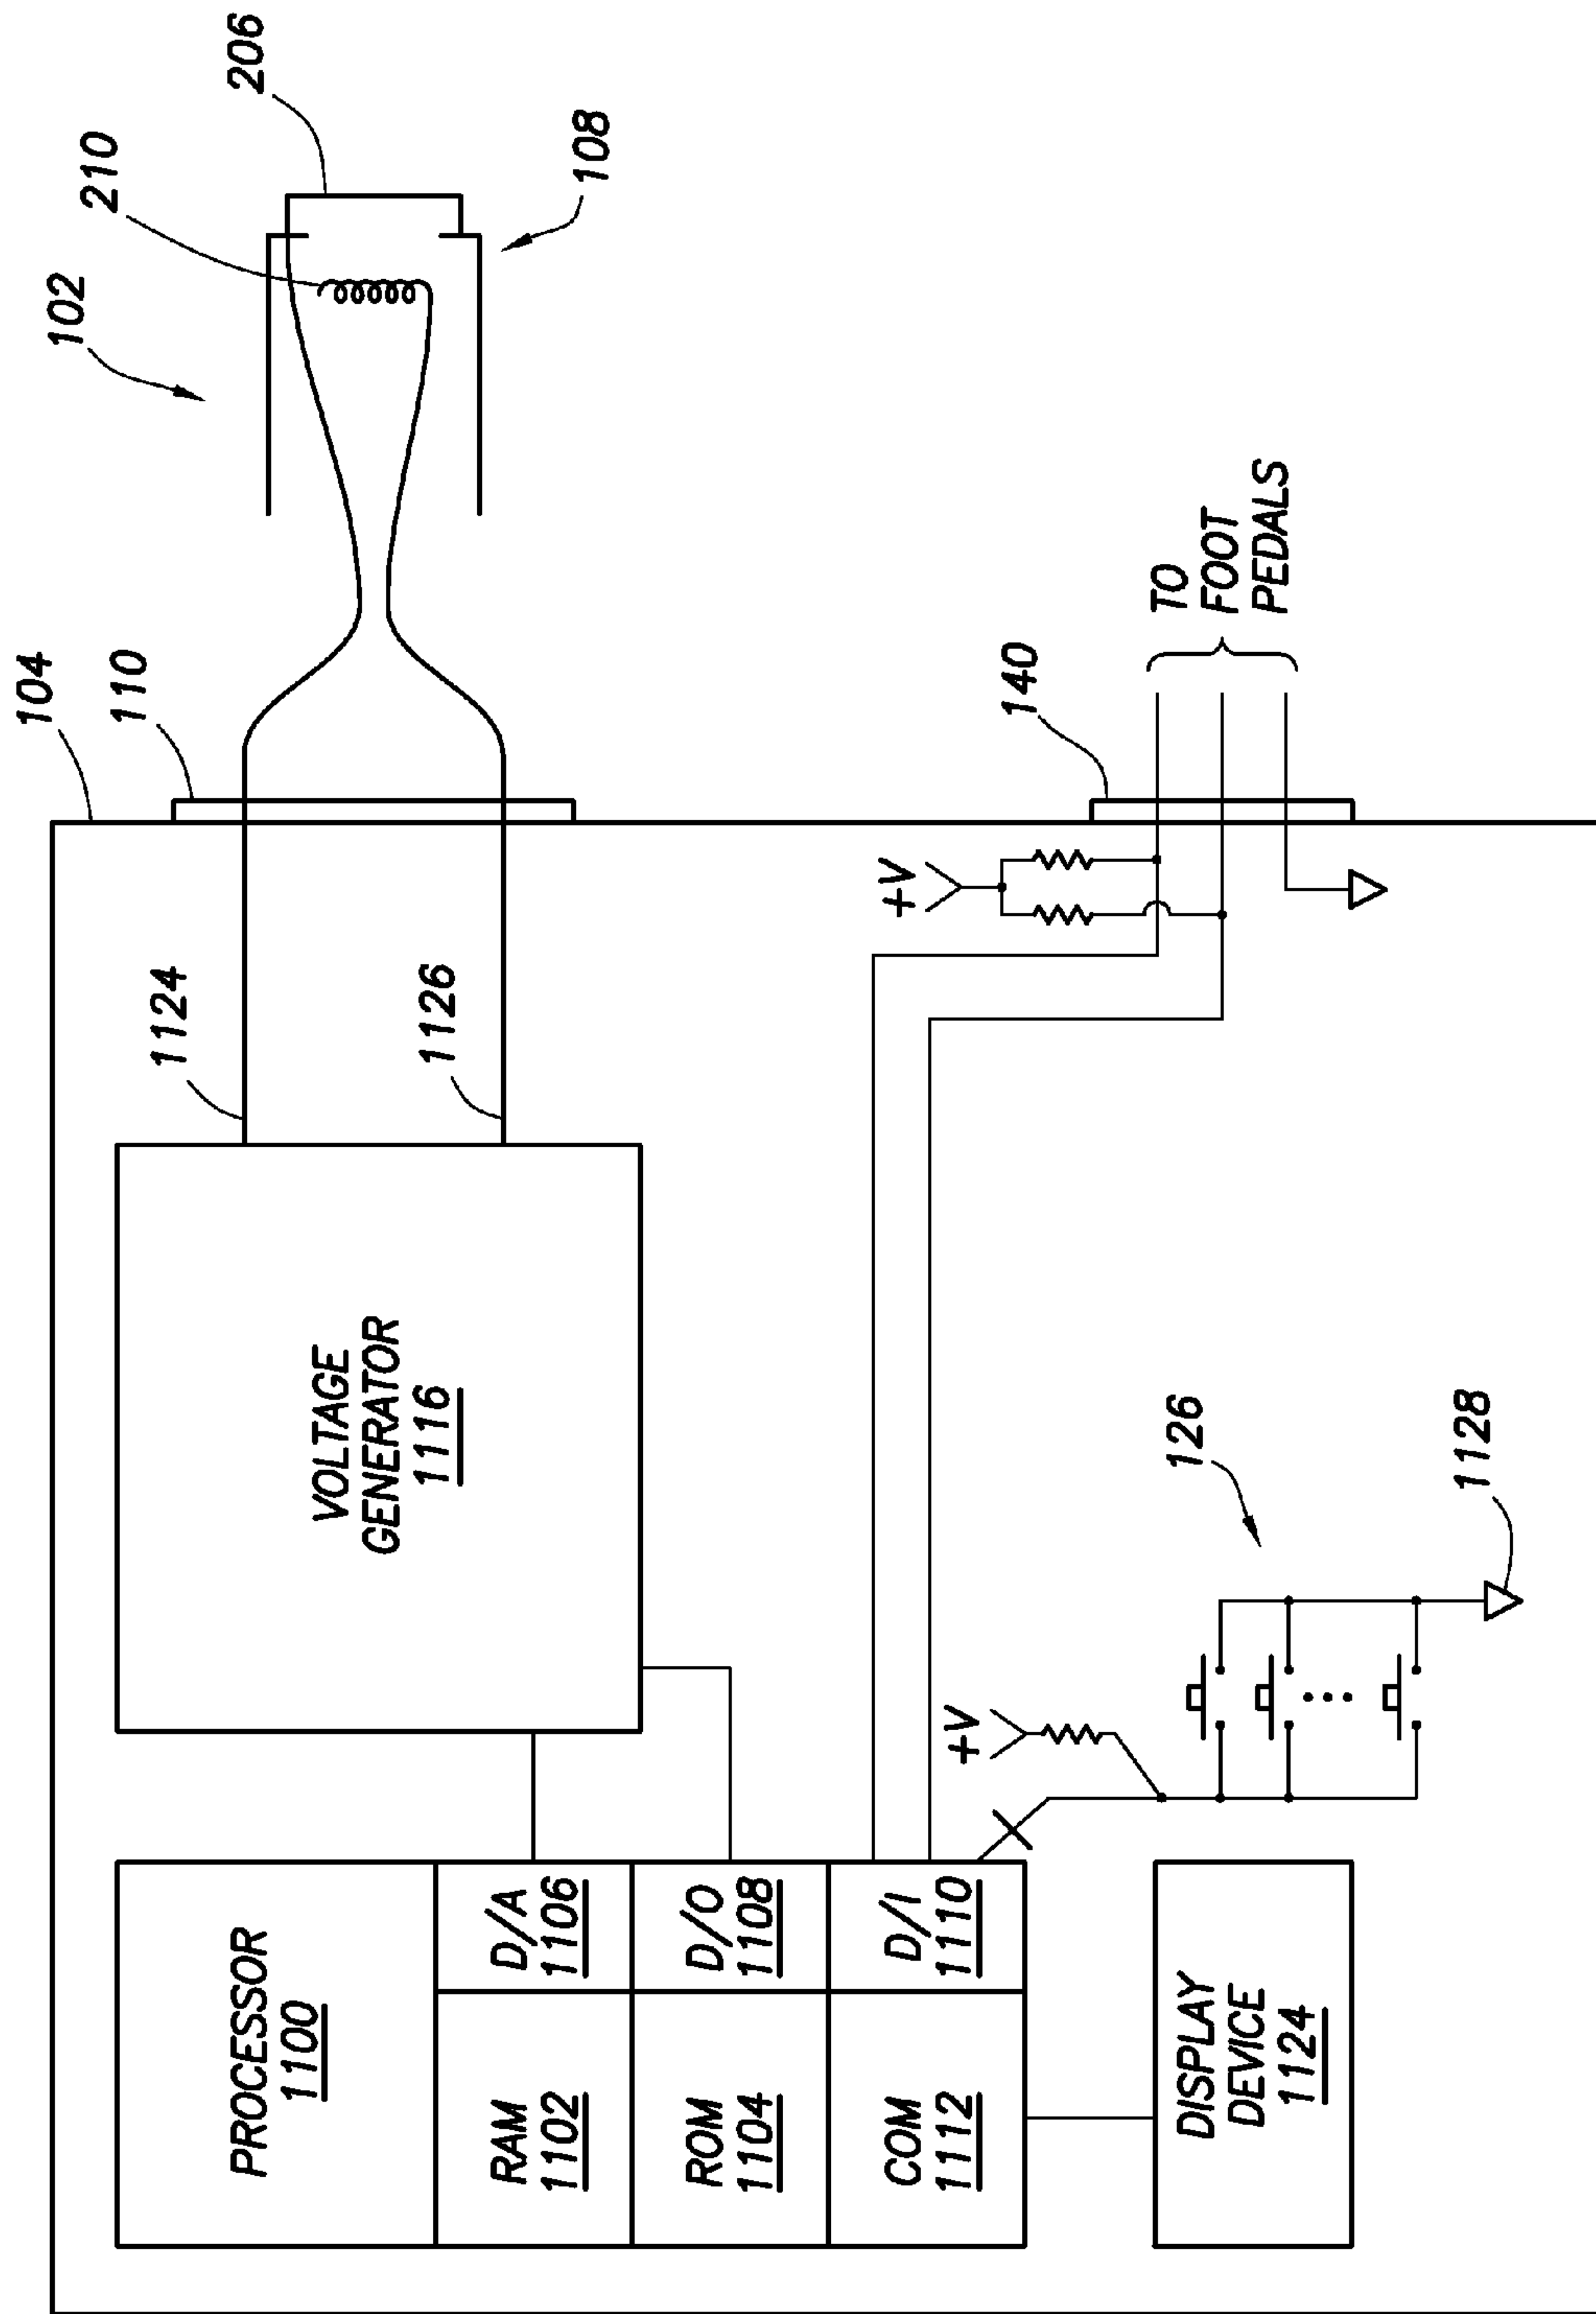 104
110
102
210
206
108
1124
1126
VOLTAGE
GENERATOR
1116
PROCESSOR
1100
RAM
1102
D/A
1106
ROM
1104
D/O
1108
COM
1112
D/I
1110
+V
+V
140
TO
FOOT
PEDALS
126
1128
DISPLAY
DEVICE
1124